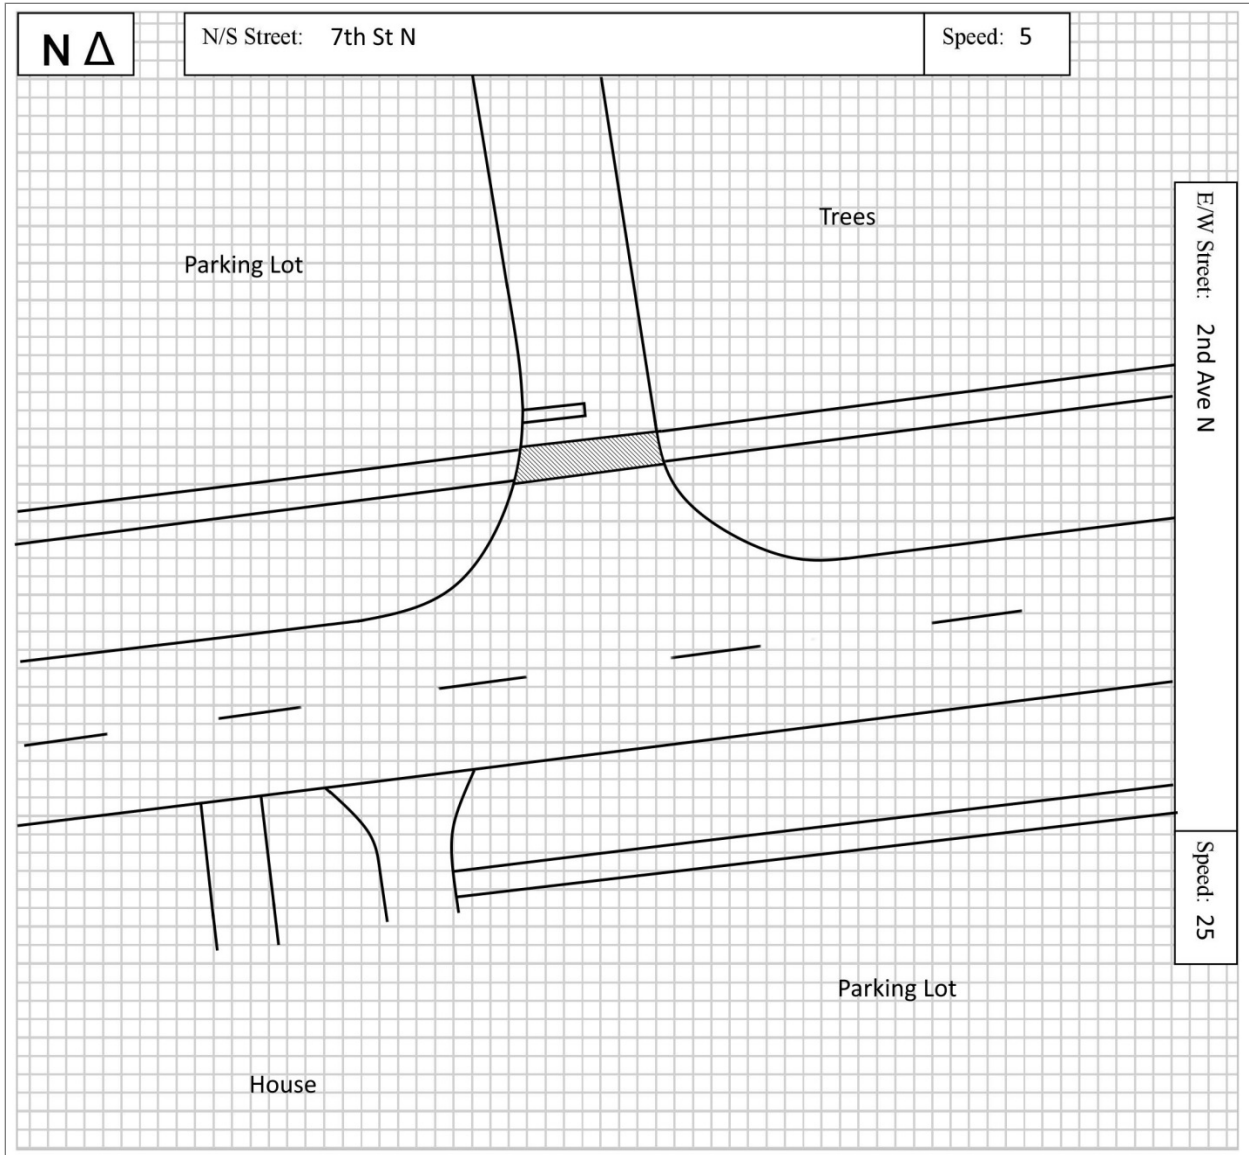 N Δ
N/S Street: 7th St N
Speed: 5
Trees
Parking Lot
E/W Street: 2nd Ave N
Speed: 25
Parking Lot
House